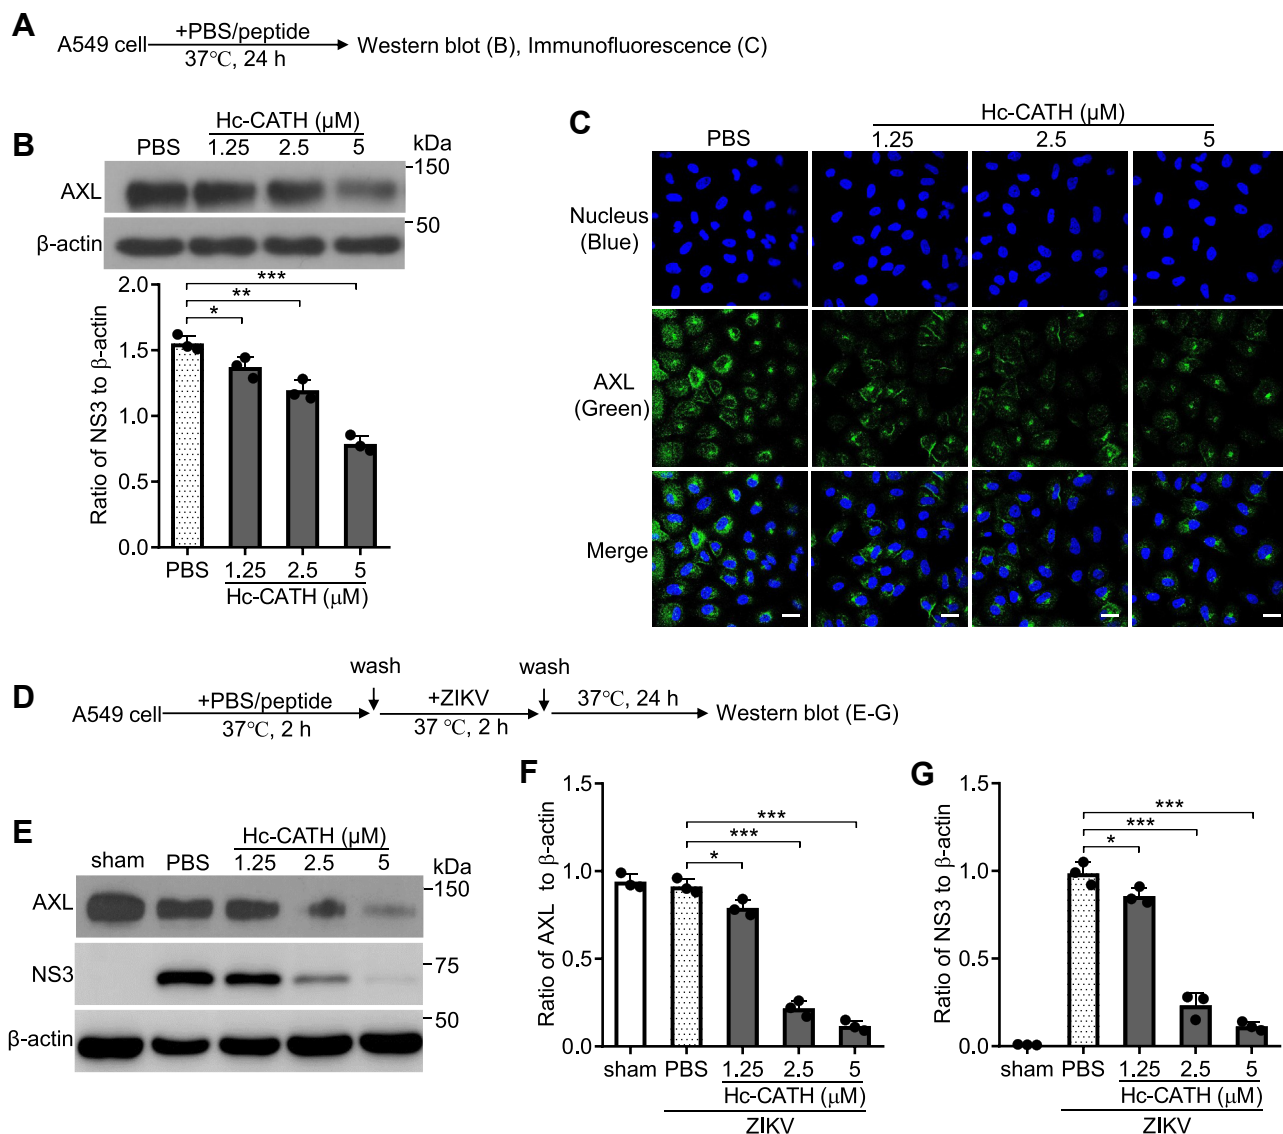 A
A549 cell
+PBS/peptide
37℃, 24 h
Western blot (B), Immunofluorescence (C)
B
Hc-CATH (μM)
PBS 1.25 2.5 5
kDa
150
AXL
50
β-actin
***
**
*
2.0
1.5
1.0
0.5
0.0
Ratio of NS3 to β-actin
PBS 1.25 2.5 5
Hc-CATH (μM)
C
Hc-CATH (μM)
PBS 1.25 2.5 5
Nucleus
(Blue)
AXL
(Green)
Merge
D
A549 cell
+PBS/peptide
37℃, 2 h
wash
+ZIKV
37 ℃, 2 h
wash
37℃, 24 h
Western blot (E-G)
E
Hc-CATH (μM)
sham PBS 1.25 2.5 5
kDa
150
AXL
75
NS3
50
β-actin
F
1.5
1.0
0.5
0.0
Ratio of AXL to β-actin
***
***
*
sham PBS 1.25 2.5 5
Hc-CATH (μM)
ZIKV
G
1.5
1.0
0.5
0.0
Ratio of NS3 to β-actin
***
***
*
sham PBS 1.25 2.5 5
Hc-CATH (μM)
ZIKV